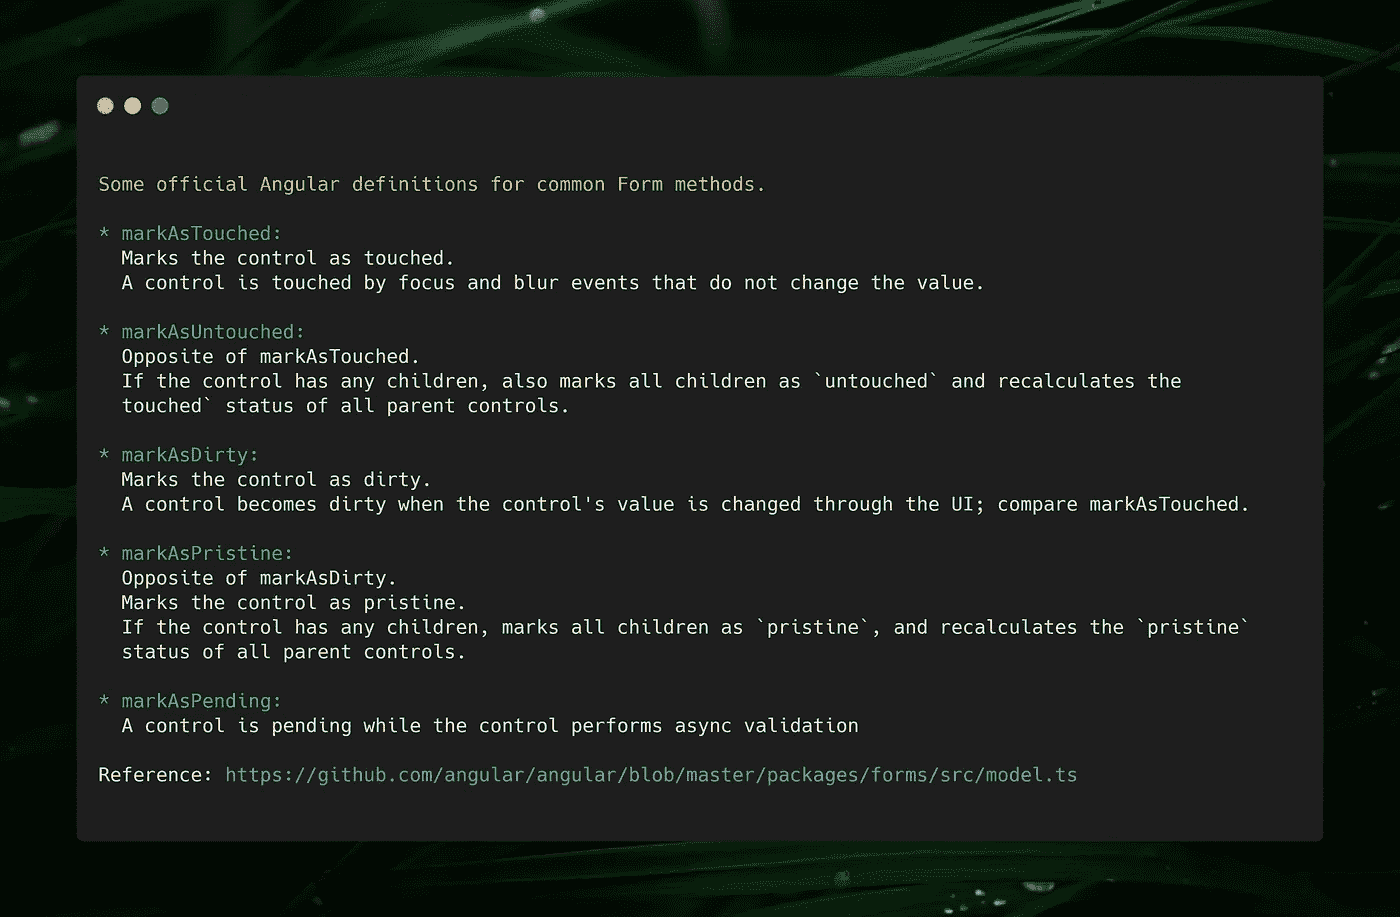 Some official Angular definitions for common Form methods.
* markAsTouched:
Marks the control as touched.
A control is touched by focus and blur events that do not change the value.
* markAsUntouched:
Opposite of markAsTouched.
If the control has any children, also marks all children as `untouched` and recalculates the
touched` status of all parent controls.
* markAsDirty:
Marks the control as dirty.
A control becomes dirty when the control's value is changed through the UI; compare markAsTouched.
* markAsPristine:
Opposite of markAsDirty.
Marks the control as pristine.
If the control has any children, marks all children as `pristine`, and recalculates the `pristine`
status of all parent controls.
* markAsPending:
A control is pending while the control performs async validation
Reference: https://github.com/angular/angular/blob/master/packages/forms/src/model.ts